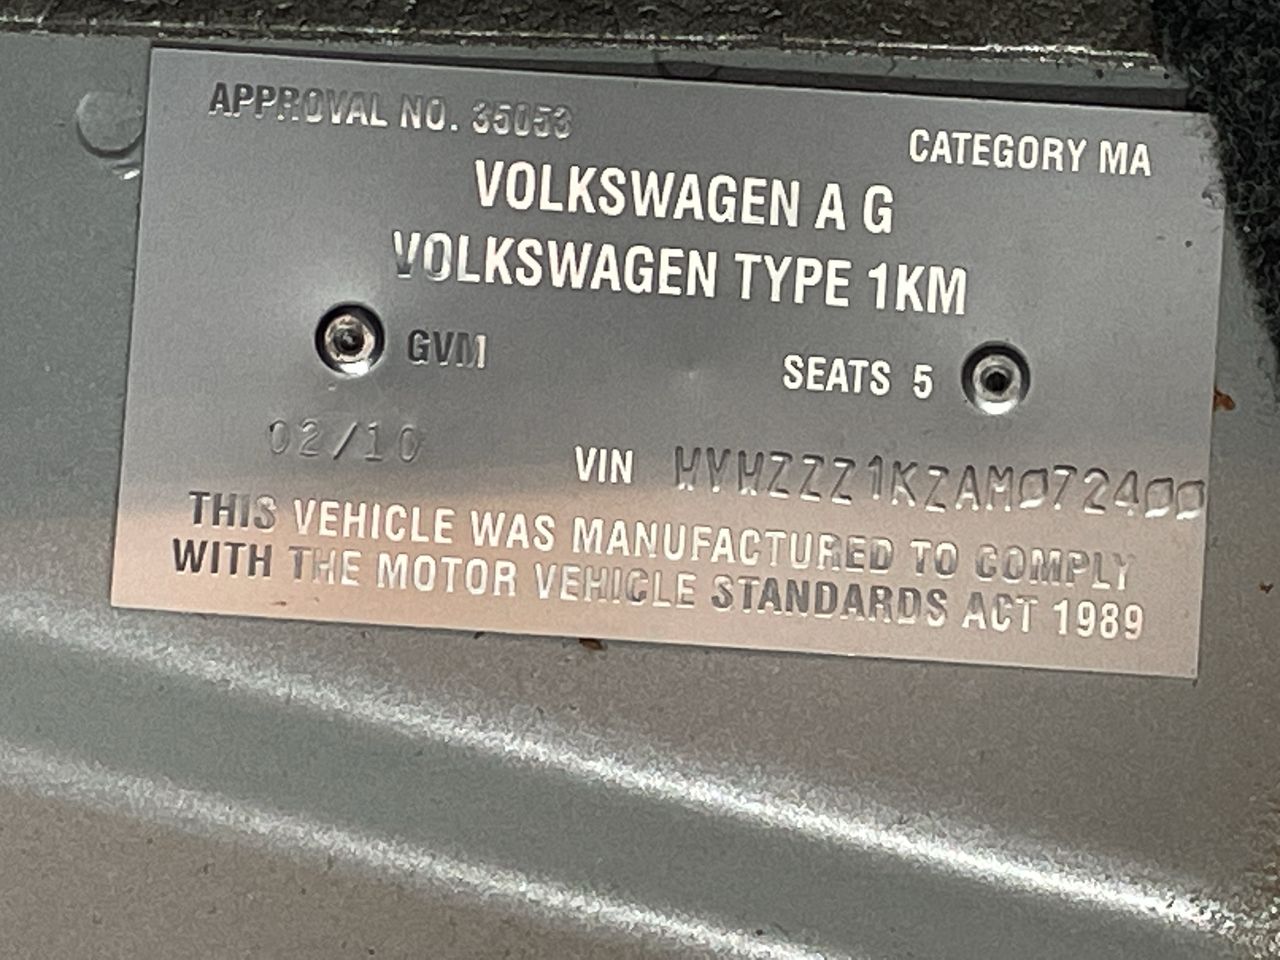 APPROVAL NO. 35053
CATEGORY MA
VOLKSWAGEN A G
VOLKSWAGEN TYPE 1KM
GVM
SEATS 5
02/10
VIN WVWZZZ1KZAM072400
THIS VEHICLE WAS MANUFACTURED TO COMPLY
WITH THE MOTOR VEHICLE STANDARDS ACT 1989